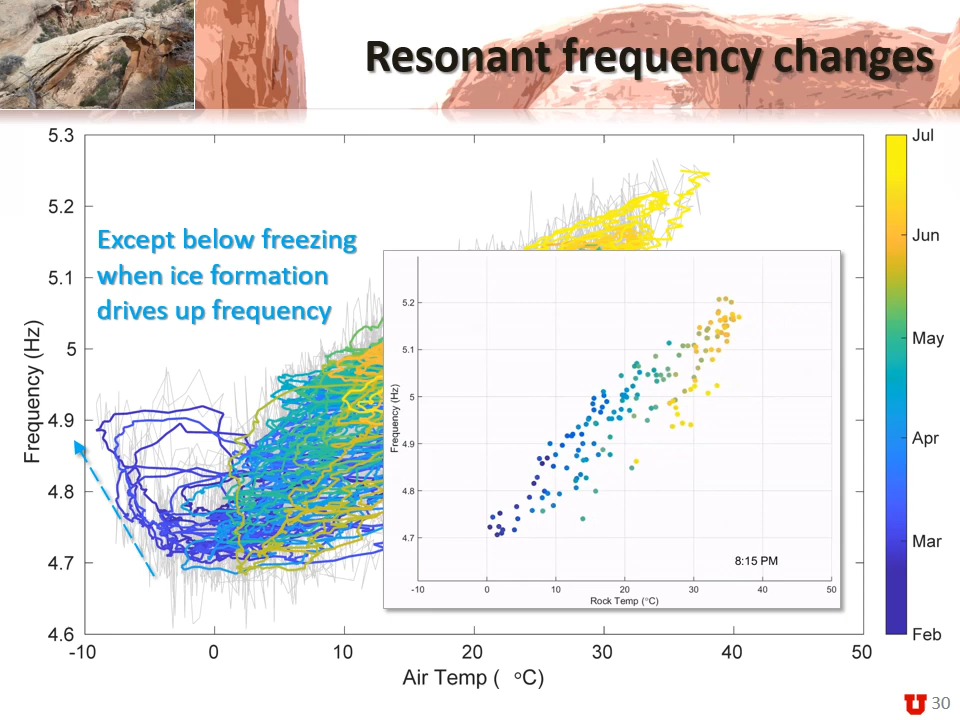 Resonant frequency changes
5.3
5.2
5.1
5
4.9
4.8
4.7
4.6
Frequency (Hz)
Except below freezing
when ice formation
drives up frequency
-10
0
10
20
30
40
50
Air Temp ( °C)
5.2
5.1
5
4.9
4.8
4.7
Frequency (Hz)
8:15 PM
-10
0
10
20
30
40
50
Rock Temp (°C)
Jul
Jun
May
Apr
Mar
Feb
U
30